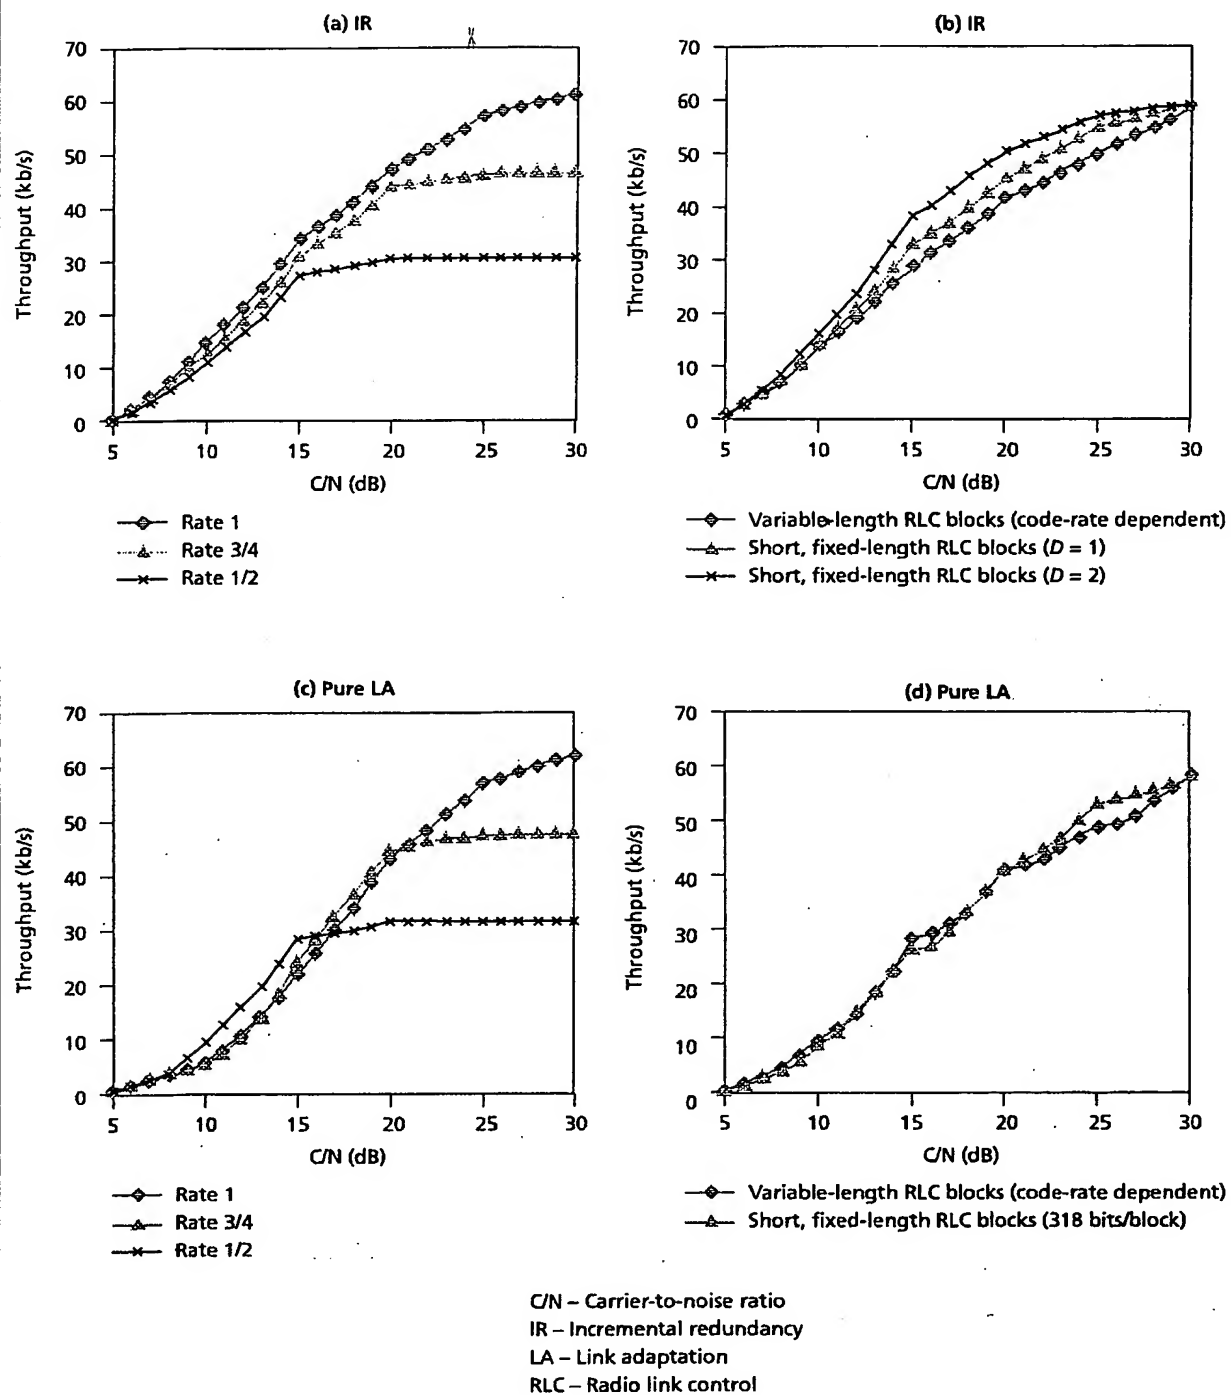 (a) IR
70
60
50
40
30
20
10
0
Throughput (kb/s)
5 10 15 20 25 30
C/N (dB)
Rate 1
Rate 3/4
Rate 1/2
(b) IR
70
60
50
40
30
20
10
0
Throughput (kb/s)
5 10 15 20 25 30
C/N (dB)
Variable-length RLC blocks (code-rate dependent)
Short, fixed-length RLC blocks (D = 1)
Short, fixed-length RLC blocks (D = 2)
(c) Pure LA
70
60
50
40
30
20
10
0
Throughput (kb/s)
5 10 15 20 25 30
C/N (dB)
Rate 1
Rate 3/4
Rate 1/2
(d) Pure LA
70
60
50
40
30
20
10
0
Throughput (kb/s)
5 10 15 20 25 30
C/N (dB)
Variable-length RLC blocks (code-rate dependent)
Short, fixed-length RLC blocks (318 bits/block)
C/N – Carrier-to-noise ratio
IR – Incremental redundancy
LA – Link adaptation
RLC – Radio link control